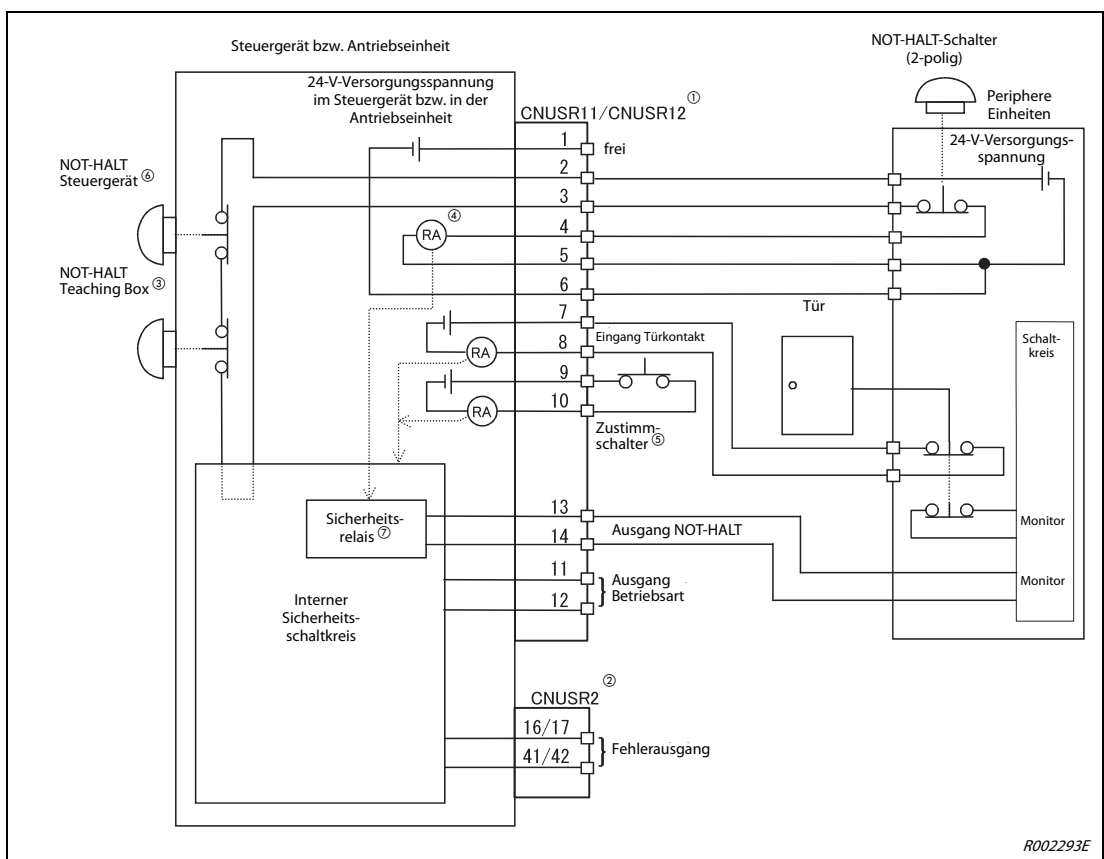 Steuergerät bzw. Antriebseinheit
NOT-HALT-Schalter
(2-polig)
Periphere
Einheiten
24-V-Versorgungsspannung
im Steuergerät bzw. in der
Antriebseinheit
CNUSR11/CNUSR12 ①
24-V-Versorgungs-
spannung
1
frei
2
3
4
5
6
NOT-HALT
Steuergerät ⑥
RA ④
NOT-HALT
Teaching Box ③
Tür
7
Eingang Türkontakt
8
RA
9
10
RA
Zustimm-
schalter ⑤
Schalt-
kreis
Sicherheits-
relais ⑦
13
14
Ausgang NOT-HALT
Monitor
11
12
Ausgang
Betriebsart
Monitor
Interner
Sicherheits-
schaltkreis
CNUSR2 ②
16/17
41/42
Fehlerausgäng
R002293E